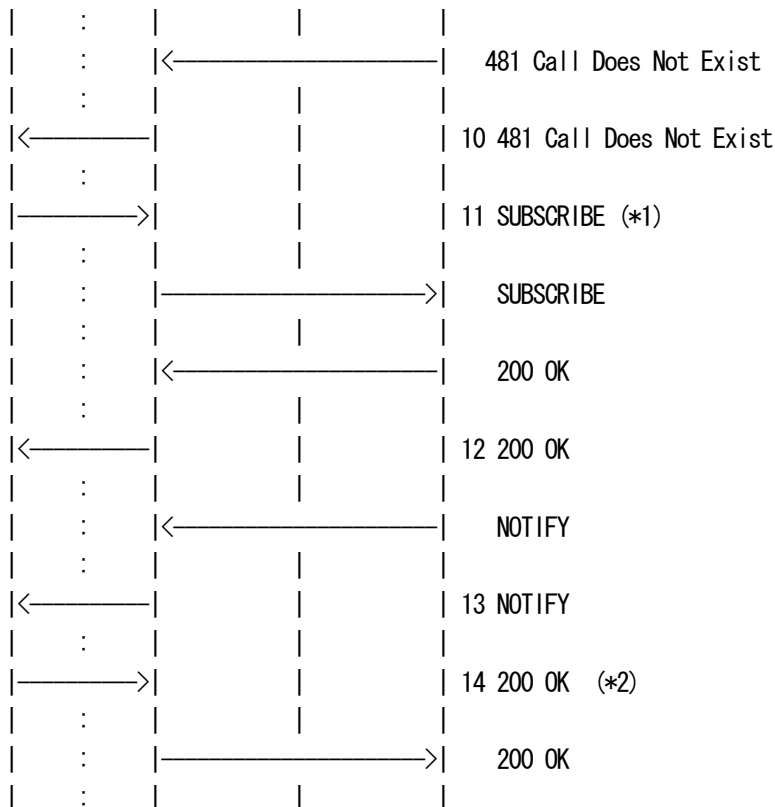 |     :     |           |           |
|     :     |<----------------------|   481 Call Does Not Exist
|     :     |           |           |
|<----------|           |           | 10 481 Call Does Not Exist
|     :     |           |           |
|---------->|           |           | 11 SUBSCRIBE (*1)
|     :     |           |           |
|     :     |---------------------->|    SUBSCRIBE
|     :     |           |           |
|     :     |<----------------------|    200 OK
|     :     |           |           |
|<----------|           |           | 12 200 OK
|     :     |           |           |
|     :     |<----------------------|    NOTIFY
|     :     |           |           |
|<----------|           |           | 13 NOTIFY
|     :     |           |           |
|---------->|           |           | 14 200 OK  (*2)
|     :     |           |           |
|     :     |---------------------->|    200 OK
|     :     |           |           |